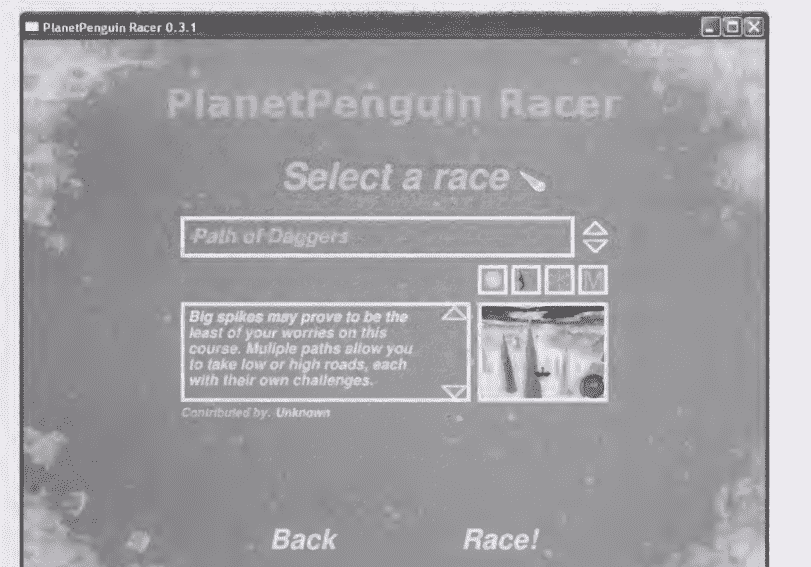 PlanetPenguin Racer 0.3.1
PlanetPenguin Racer
Select a race
Path of Daggers
Big spikes may prove to be the
least of your worries on this
course. Muliple paths allow you
to take low or high roads, each
with their own challenges.
Contributed by: Unknown
Back
Race!